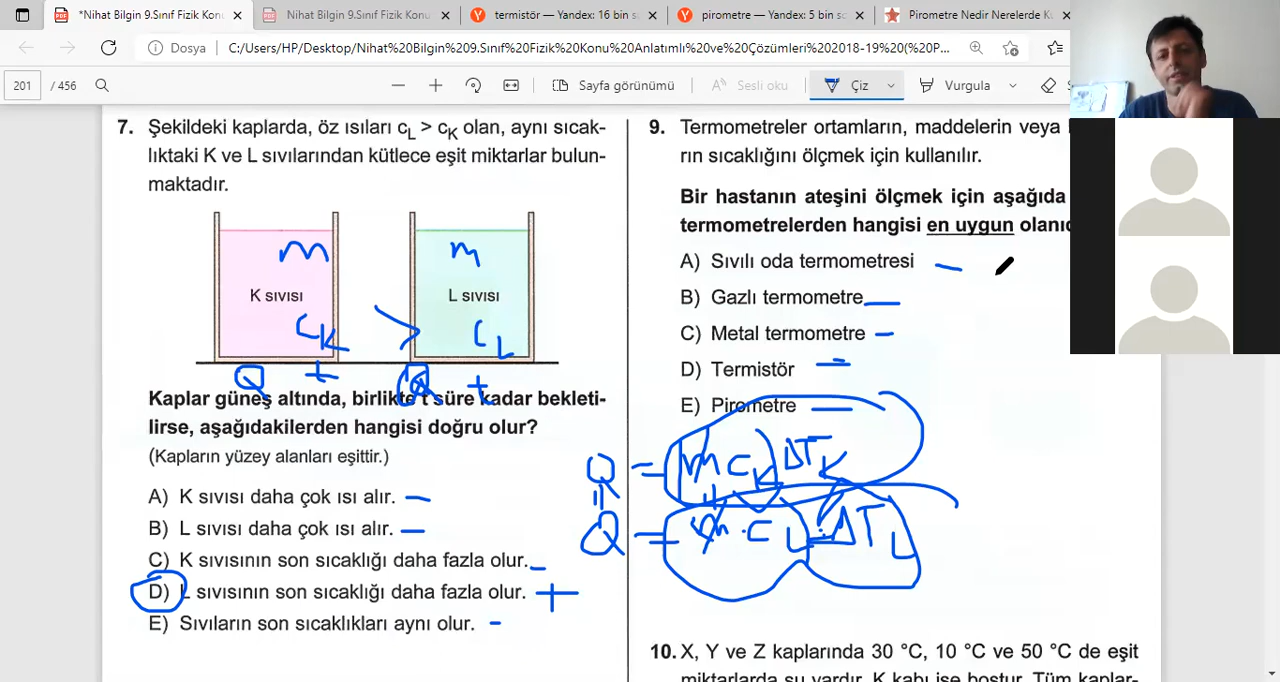 *Nihat Bilgin 9.Sınıf Fizik Konu
Nihat Bilgin 9.Sınıf Fizik Konu
termistör — Yandex: 16 bin s
pirometre — Yandex: 5 bin so
Pirometre Nedir Nerelerde K
Dosya
C:/Users/HP/Desktop/Nihat%20Bilgin%209.Sınıf%20Fizik%20Konu%20Anlatımlı%20ve%20Çözümleri%202018-19%20(%20P...
201 / 456
Sayfa görünümü
Sesli oku
Çiz
Vurgula
7. Şekildeki kaplarda, öz ısıları cL > cK olan, aynı sıcak-
lıktaki K ve L sıvılarından kütlece eşit miktarlar bulun-
maktadır.
m
m
K sıvısı
L sıvısı
cK
>
cL
Q t
Q t
Kaplar güneş altında, birlikte t süre kadar bekleti-
lirse, aşağıdakilerden hangisi doğru olur?
(Kapların yüzey alanları eşittir.)
A) K sıvısı daha çok ısı alır.
B) L sıvısı daha çok ısı alır.
C) K sıvısının son sıcaklığı daha fazla olur.
D) L sıvısının son sıcaklığı daha fazla olur.
E) Sıvıların son sıcaklıkları aynı olur.
9. Termometreler ortamların, maddelerin veya
rın sıcaklığını ölçmek için kullanılır.
Bir hastanın ateşini ölçmek için aşağıda
termometrelerden hangisi en uygun olanıd
A) Sıvılı oda termometresi
B) Gazlı termometre
C) Metal termometre
D) Termistör
E) Pirometre
Q = m cK ΔTK
Q = m · cL · ΔTL
10. X, Y ve Z kaplarında 30 °C, 10 °C ve 50 °C de eşit
miktarlarda su vardır. K kabı ise boştur. Tüm kaplar-